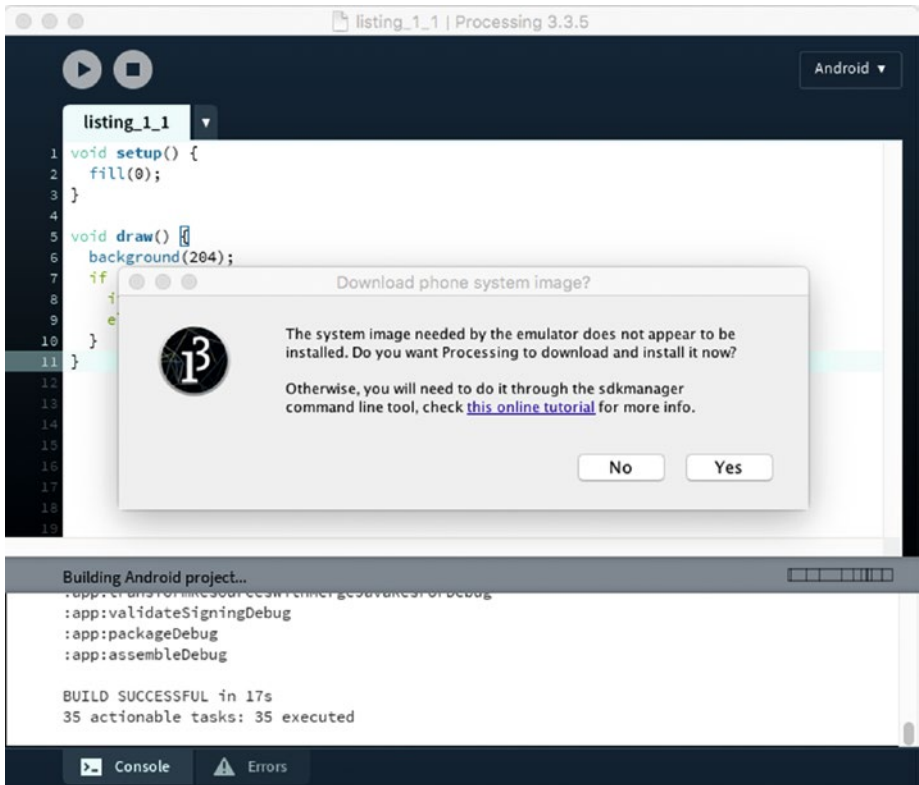 listing_1_1 | Processing 3.3.5
Android ▼
listing_1_1 ▼
1 void setup() {
2 fill(0);
3 }
4
5 void draw() {
6 background(204);
7 if
8 i
9 e
10 }
11 }
12
13
14
15
16
17
18
19
Download phone system image?
The system image needed by the emulator does not appear to be
installed. Do you want Processing to download and install it now?
Otherwise, you will need to do it through the sdkmanager
command line tool, check this online tutorial for more info.
No Yes
Building Android project...
:app:validateSigningDebug
:app:packageDebug
:app:assembleDebug
BUILD SUCCESSFUL in 17s
35 actionable tasks: 35 executed
>_ Console Errors